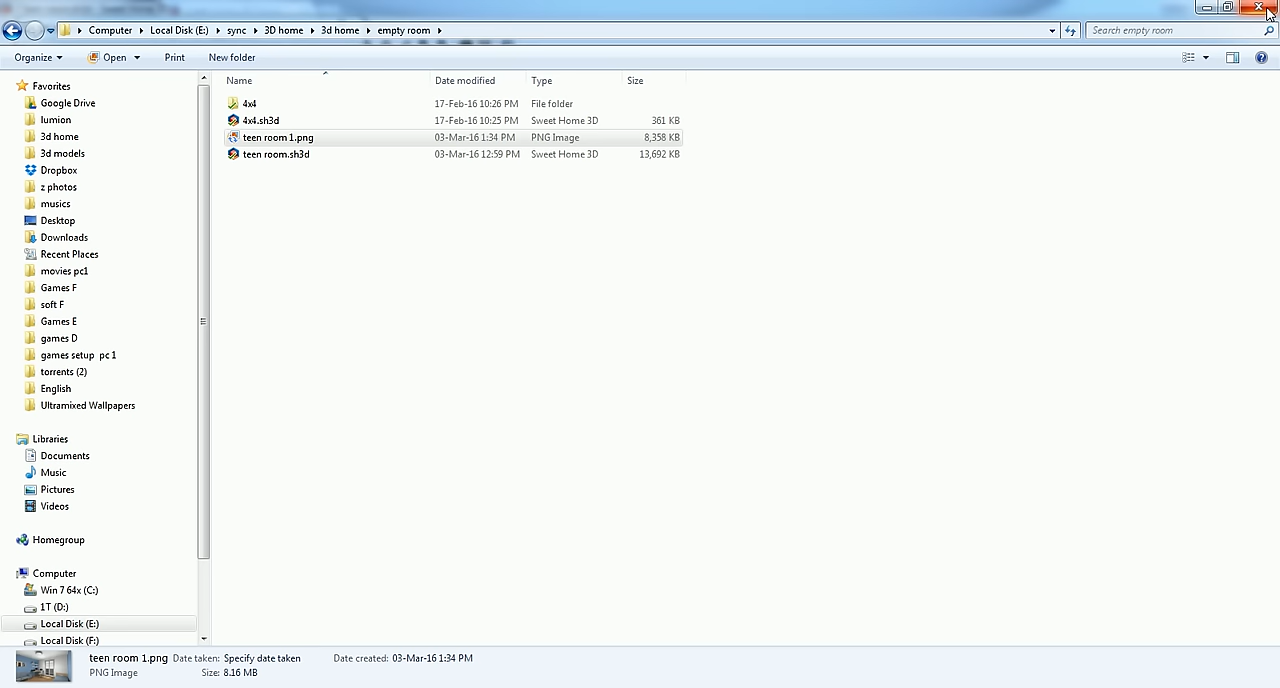 Computer Local Disk (E:) sync 3D home 3d home empty room Search empty room
Organize Open Print New folder
Name Date modified Type Size
4x4 17-Feb-16 10:26 PM File folder
4x4.sh3d 17-Feb-16 10:25 PM Sweet Home 3D 361 KB
teen room 1.png 03-Mar-16 1:34 PM PNG Image 8,358 KB
teen room.sh3d 03-Mar-16 12:59 PM Sweet Home 3D 13,692 KB
Favorites
Google Drive
lumion
3d home
3d models
Dropbox
z photos
musics
Desktop
Downloads
Recent Places
movies pc1
Games F
soft F
Games E
games D
games setup pc 1
torrents (2)
English
Ultramixed Wallpapers
Libraries
Documents
Music
Pictures
Videos
Homegroup
Computer
Win 7 64x (C:)
1T (D:)
Local Disk (E:)
Local Disk (F:)
teen room 1.png Date taken: Specify date taken Date created: 03-Mar-16 1:34 PM
PNG Image Size: 8.16 MB